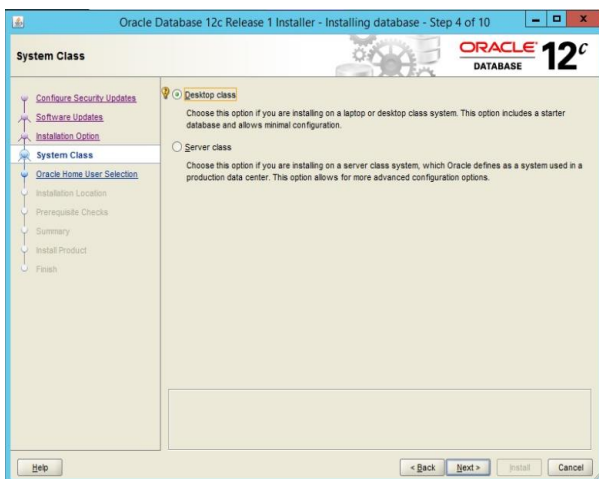 Oracle Database 12c Release 1 Installer - Installing database - Step 4 of 10
System Class
ORACLE 12c
DATABASE
Configure Security Updates
Software Updates
Installation Option
System Class
Oracle Home User Selection
Installation Location
Prerequisite Checks
Summary
Install Product
Finish
Desktop class
Choose this option if you are installing on a laptop or desktop class system. This option includes a starter
database and allows minimal configuration.
Server class
Choose this option if you are installing on a server class system, which Oracle defines as a system used in a
production data center. This option allows for more advanced configuration options.
Help
< Back
Next >
Install
Cancel